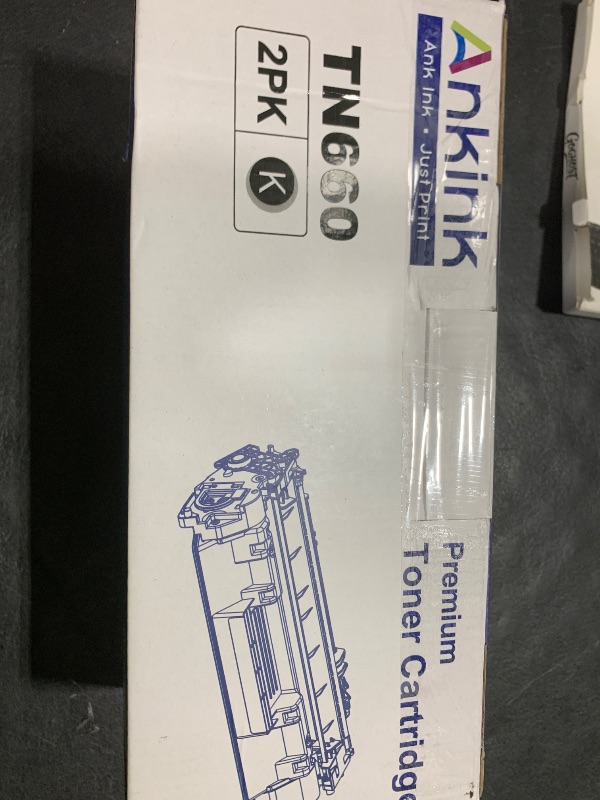 Ankink
Ank Ink • Just Print
TN660
2PK K
Premium
Toner Cartridge